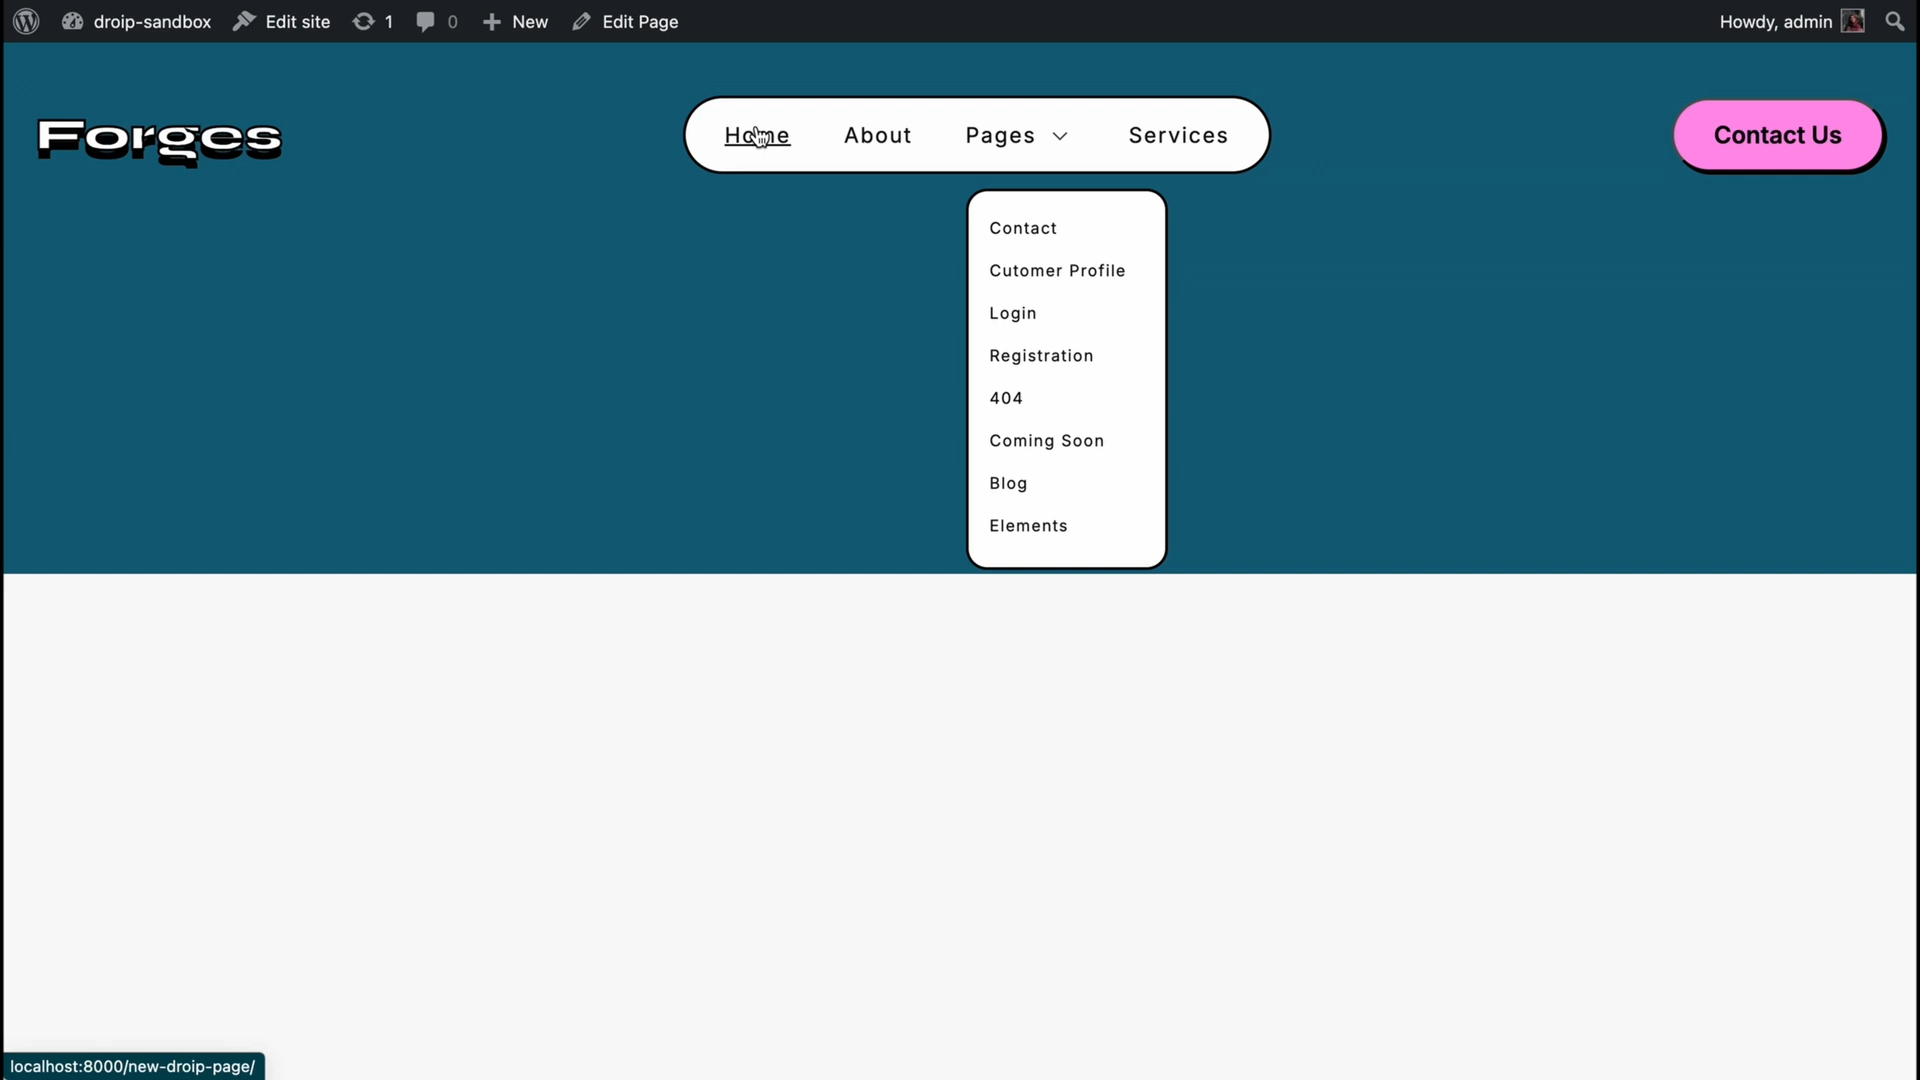 droip-sandbox Edit site 1 0 New Edit Page Howdy, admin
Forges Home About Pages Services Contact Us
Contact
Cutomer Profile
Login
Registration
404
Coming Soon
Blog
Elements
localhost:8000/new-droip-page/